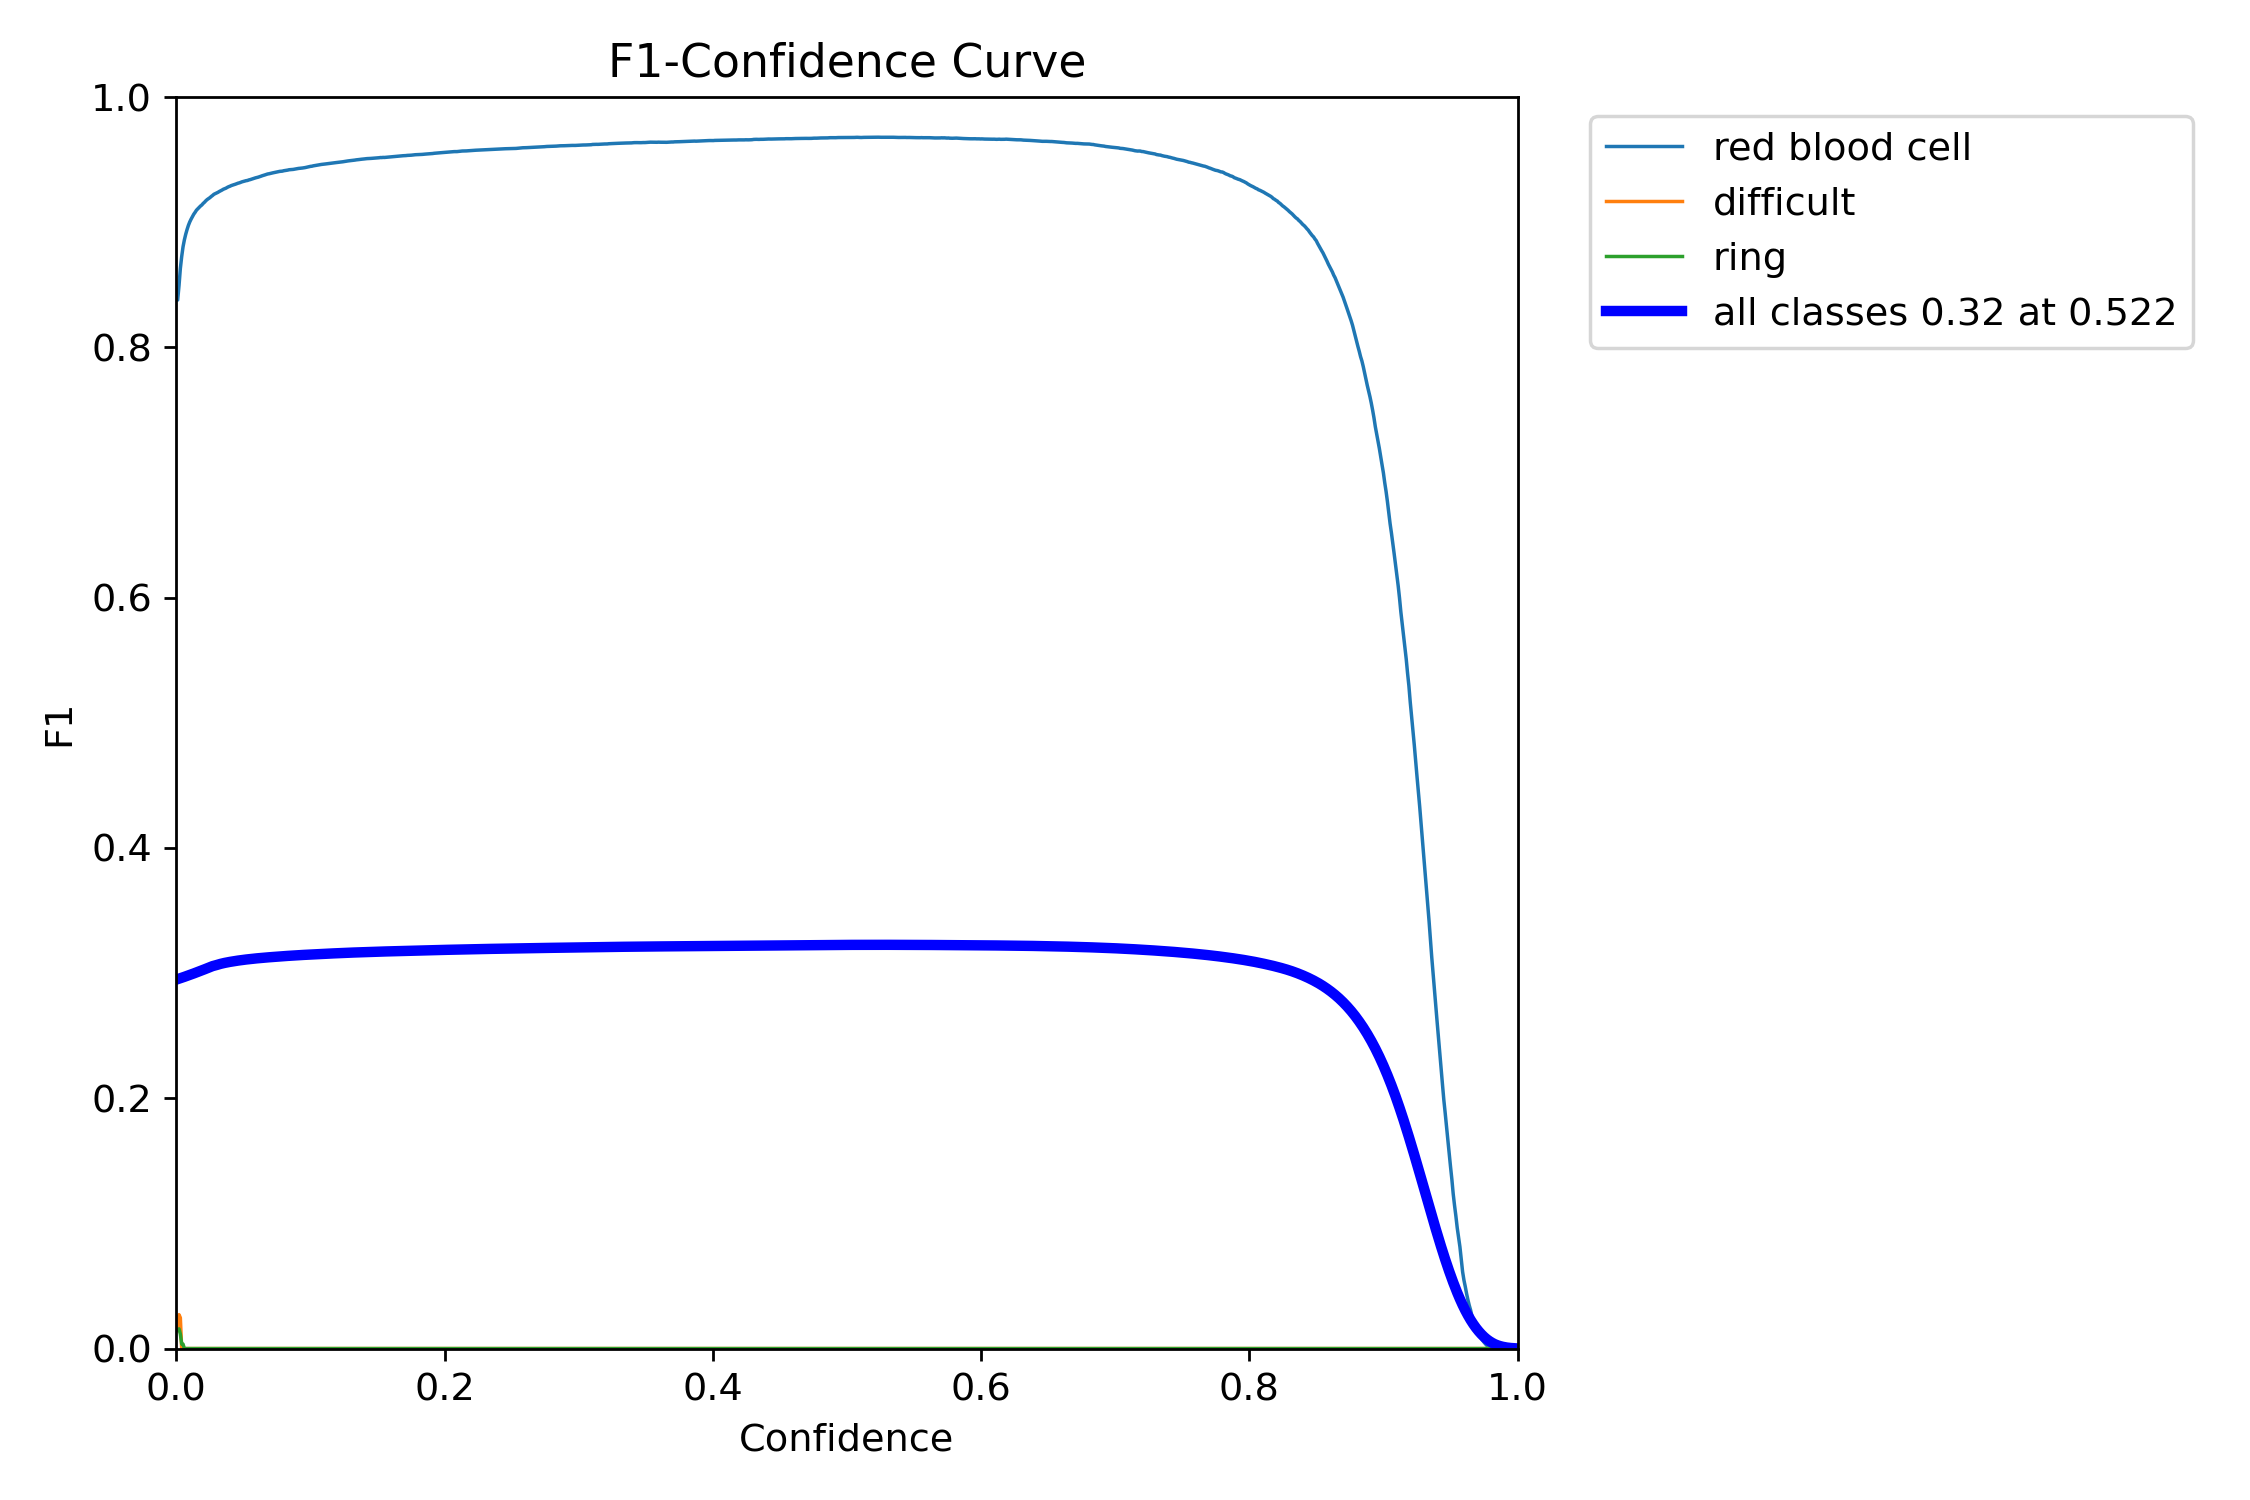 F1-Confidence Curve
1.0
0.8
0.6
0.4
0.2
0.0
F1
0.0 0.2 0.4 0.6 0.8 1.0
Confidence
red blood cell
difficult
ring
all classes 0.32 at 0.522